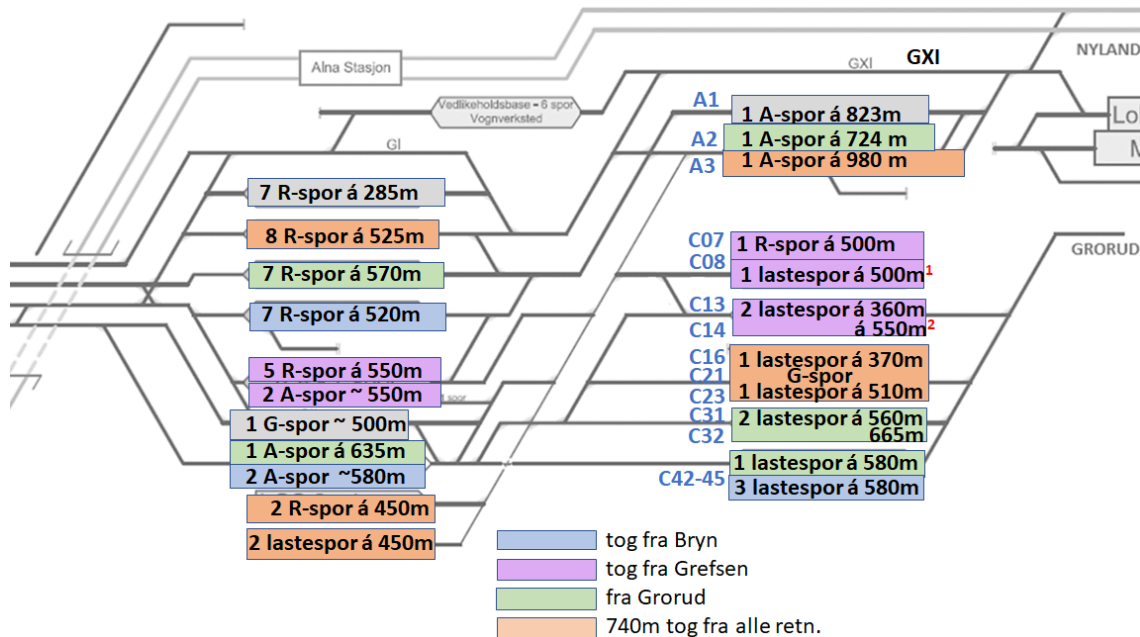 Alna Stasjon
NYLAND
GXI
GXI
Vedlikeholdsbase - 6 spor
Vognverksted
A1
1 A-spor á 823m
Lo
A2
1 A-spor á 724 m
M
GI
A3
1 A-spor á 980 m
7 R-spor á 285m
8 R-spor á 525m
C07
1 R-spor á 500m
GRORUD
C08
1 lastespor á 500m1
7 R-spor á 570m
7 R-spor á 520m
C13
2 lastespor á 360m
C14
á 550m2
5 R-spor á 550m
C16
1 lastespor á 370m
C21
G-spor
2 A-spor ~ 550m
spor
C23
1 lastespor á 510m
1 G-spor ~ 500m
C31
2 lastespor á 560m
C32
665m
1 A-spor á 635m
2 A-spor ~580m
1 lastespor á 580m
C42-45
3 lastespor á 580m
2 R-spor á 450m
2 lastespor á 450m
tog fra Bryn
tog fra Grefsen
fra Grorud
740m tog fra alle retn.